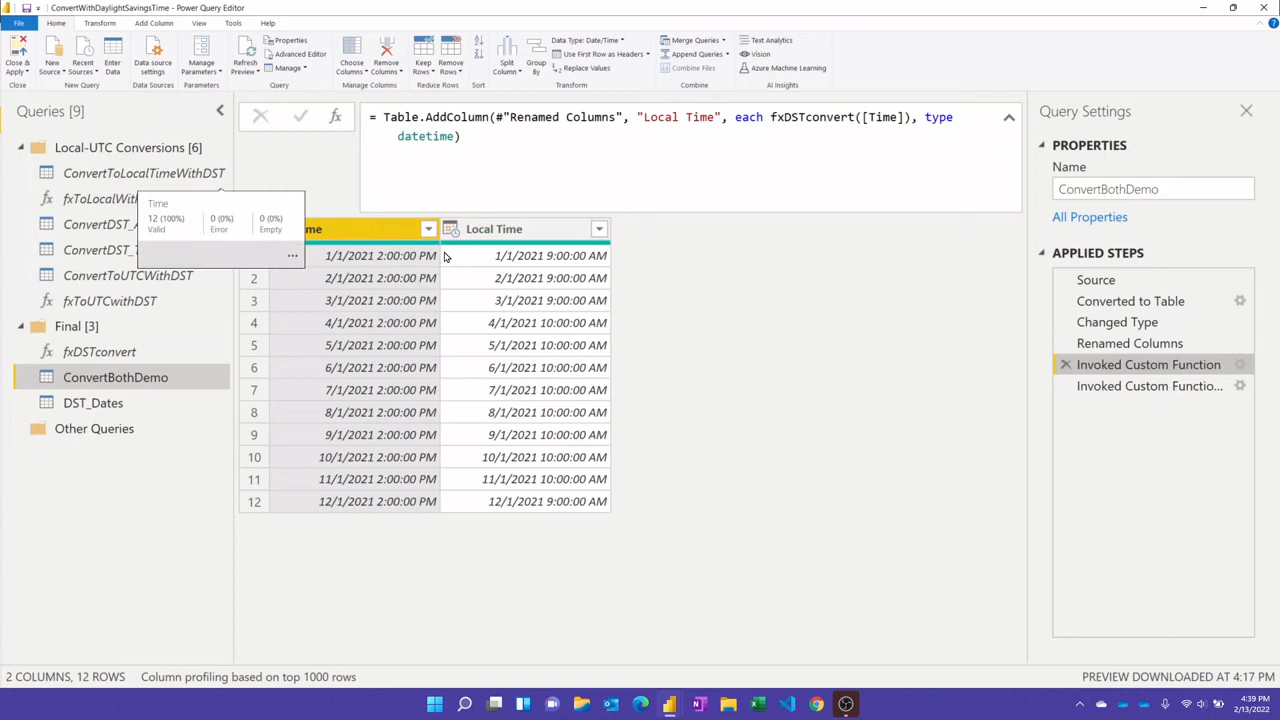 ConvertWithDaylightSavingsTime - Power Query Editor
File Home Transform Add Column View Tools Help
Close & Apply
New Source
Recent Sources
Enter Data
Data source settings
Manage Parameters
Refresh Preview
Properties
Advanced Editor
Manage
Choose Columns
Remove Columns
Keep Rows
Remove Rows
Split Column
Group By
Data Type: Date/Time
Use First Row as Headers
Replace Values
Merge Queries
Append Queries
Combine Files
Text Analytics
Vision
Azure Machine Learning
Close New Query Data Sources Parameters Query Manage Columns Reduce Rows Sort Transform Combine AI Insights
Queries [9]
Local-UTC Conversions [6]
ConvertToLocalTimeWithDST
fxToLocalWith
ConvertDST_
ConvertDST_
ConvertToUTCWithDST
fxToUTCwithDST
Final [3]
fxDSTconvert
ConvertBothDemo
DST_Dates
Other Queries
Time
12 (100%) 0 (0%) 0 (0%)
Valid Error Empty
...
= Table.AddColumn(#"Renamed Columns", "Local Time", each fxDSTconvert([Time]), type
datetime)
me Local Time
1/1/2021 2:00:00 PM 1/1/2021 9:00:00 AM
2 2/1/2021 2:00:00 PM 2/1/2021 9:00:00 AM
3 3/1/2021 2:00:00 PM 3/1/2021 9:00:00 AM
4 4/1/2021 2:00:00 PM 4/1/2021 10:00:00 AM
5 5/1/2021 2:00:00 PM 5/1/2021 10:00:00 AM
6 6/1/2021 2:00:00 PM 6/1/2021 10:00:00 AM
7 7/1/2021 2:00:00 PM 7/1/2021 10:00:00 AM
8 8/1/2021 2:00:00 PM 8/1/2021 10:00:00 AM
9 9/1/2021 2:00:00 PM 9/1/2021 10:00:00 AM
10 10/1/2021 2:00:00 PM 10/1/2021 10:00:00 AM
11 11/1/2021 2:00:00 PM 11/1/2021 10:00:00 AM
12 12/1/2021 2:00:00 PM 12/1/2021 9:00:00 AM
Query Settings
PROPERTIES
Name
ConvertBothDemo
All Properties
APPLIED STEPS
Source
Converted to Table
Changed Type
Renamed Columns
Invoked Custom Function
Invoked Custom Functio...
2 COLUMNS, 12 ROWS Column profiling based on top 1000 rows
PREVIEW DOWNLOADED AT 4:17 PM
4:39 PM
2/13/2022